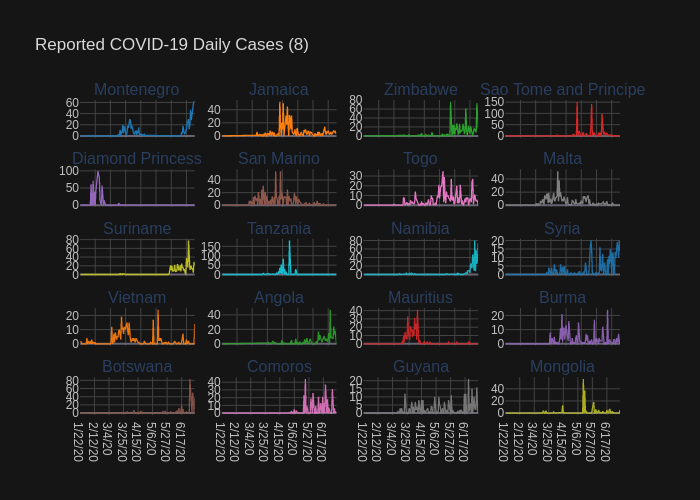 Reported COVID-19 Daily Cases (8)
Montenegro Jamaica Zimbabwe Sao Tome and Principe
60 40 20 0
40 20 0
80 60 40 20 0
150 100 50 0
Diamond Princess San Marino Togo Malta
100 50 0
40 20 0
30 20 10 0
40 20 0
Suriname Tanzania Namibia Syria
80 60 40 20 0
150 100 50 0
80 60 40 20 0
20 15 10 5 0
Vietnam Angola Mauritius Burma
20 10 0
40 20 0
40 30 20 10 0
20 10 0
Botswana Comoros Guyana Mongolia
80 60 40 20 0
40 30 20 10 0
20 15 10 5 0
40 20 0
1/22/20 2/12/20 3/4/20 3/25/20 4/15/20 5/6/20 5/27/20 6/17/20
1/22/20 2/12/20 3/4/20 3/25/20 4/15/20 5/6/20 5/27/20 6/17/20
1/22/20 2/12/20 3/4/20 3/25/20 4/15/20 5/6/20 5/27/20 6/17/20
1/22/20 2/12/20 3/4/20 3/25/20 4/15/20 5/6/20 5/27/20 6/17/20